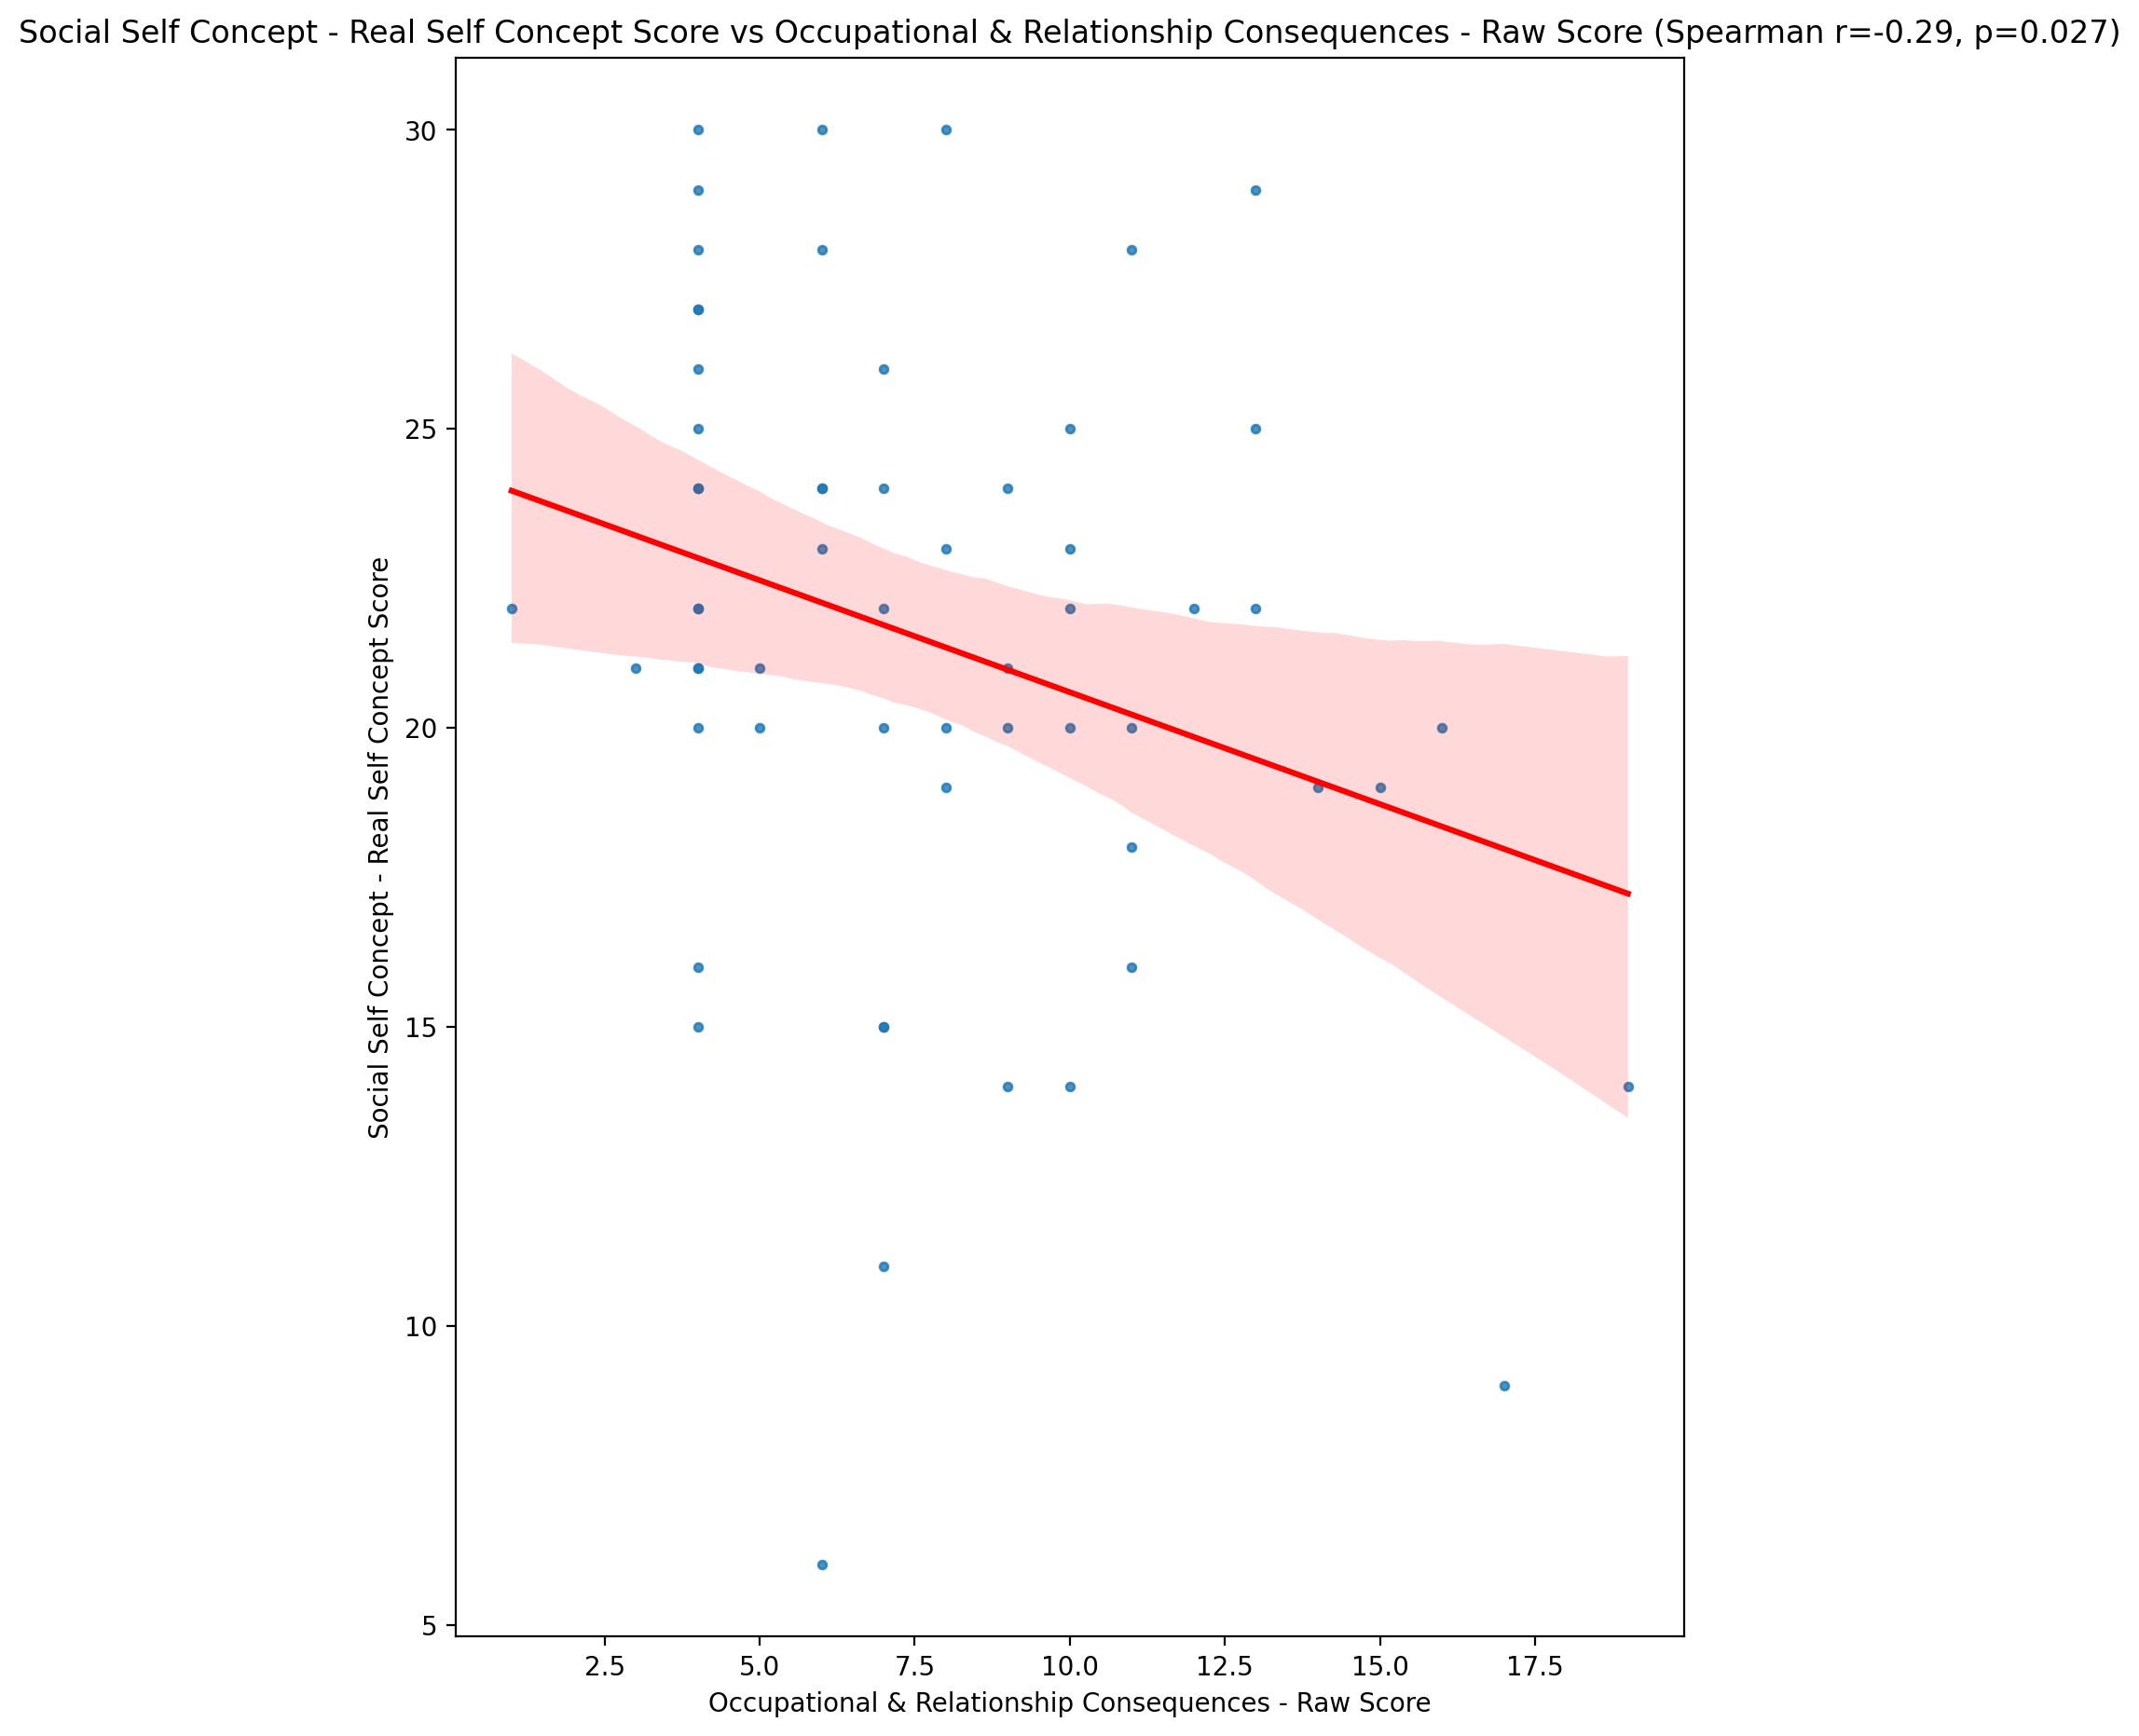 Social Self Concept - Real Self Concept Score vs Occupational & Relationship Consequences - Raw Score (Spearman r=-0.29, p=0.027)
30
25
20
15
10
5
Social Self Concept - Real Self Concept Score
2.5 5.0 7.5 10.0 12.5 15.0 17.5
Occupational & Relationship Consequences - Raw Score